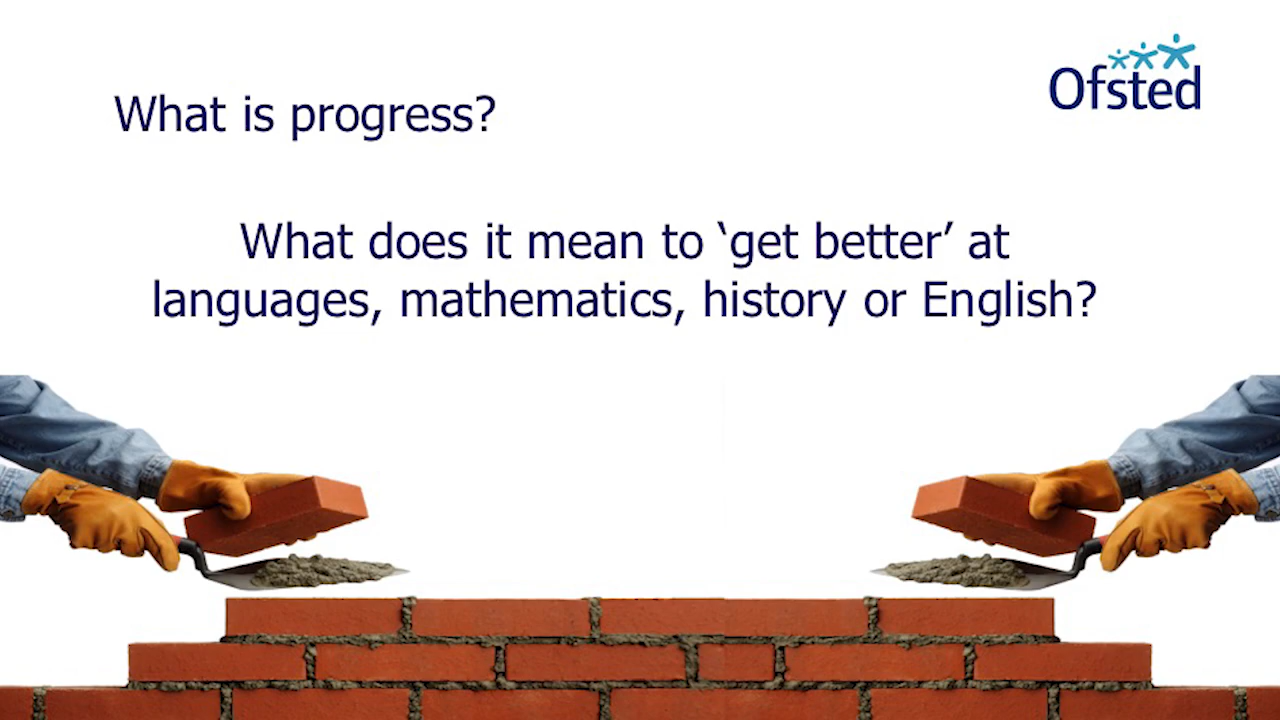 Ofsted
What is progress?
What does it mean to ‘get better’ at
languages, mathematics, history or English?